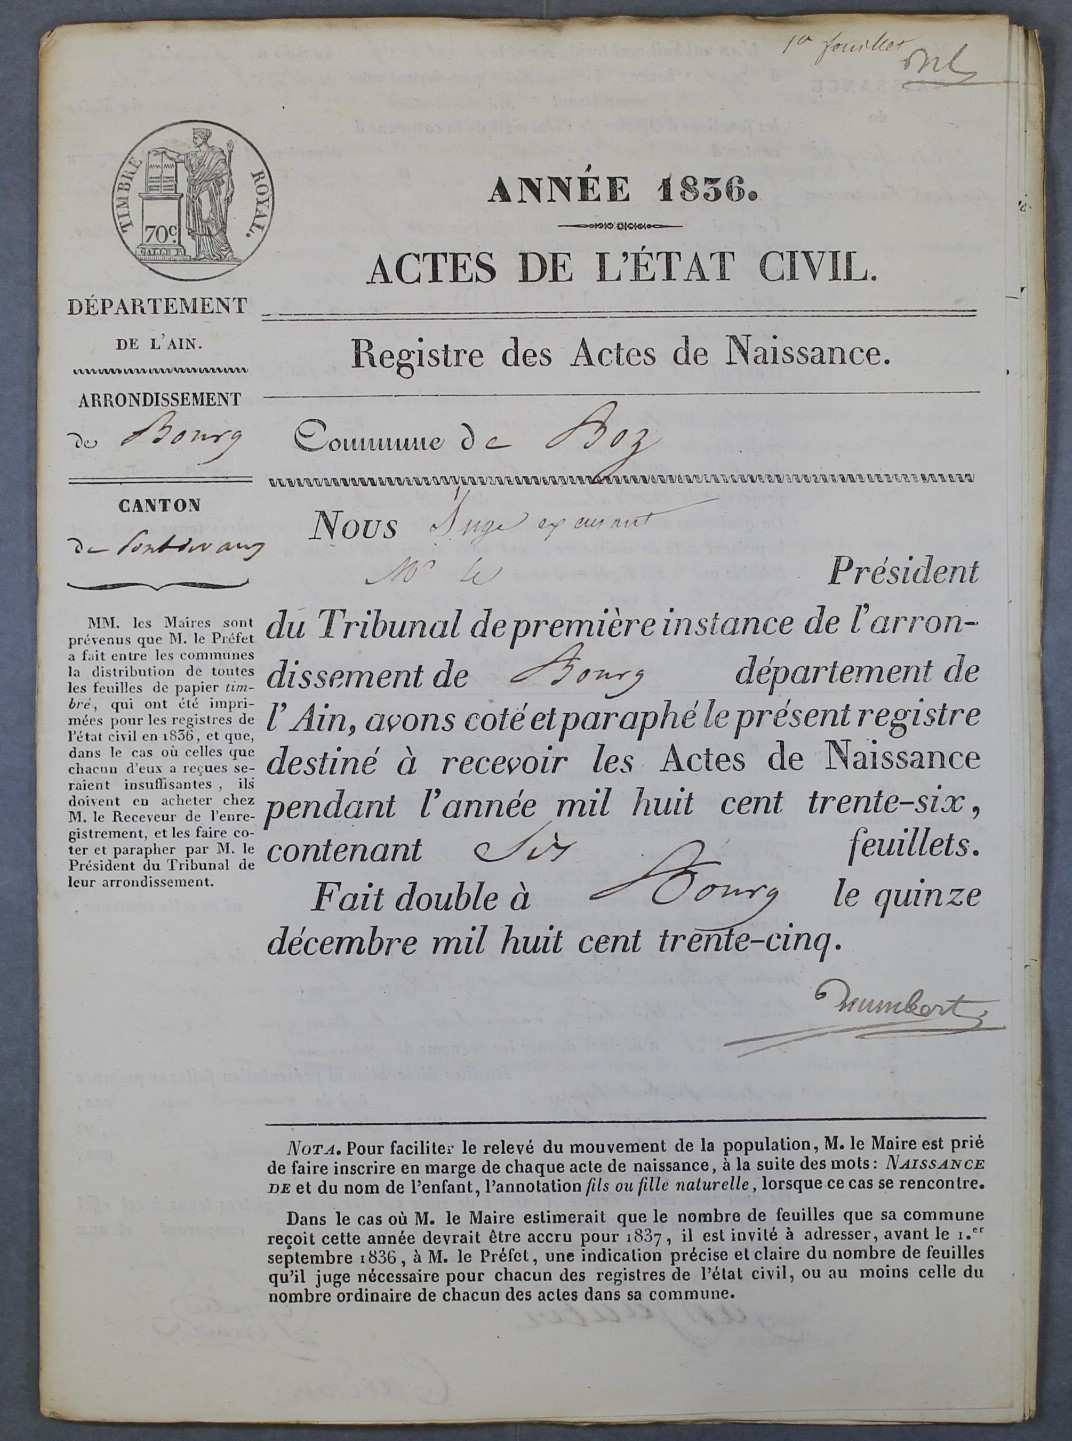 1er feuillet
TIMBRE ROYAL.
70c.
DÉPARTEMENT
DE L'AIN.
ARRONDISSEMENT
de Bourg
CANTON
de Pontdevaux
MM. les Maires sont
prévenus que M. le Préfet
a fait entre les communes
la distribution de toutes
les feuilles de papier tim-
bré, qui ont été impri-
mées pour les registres de
l'état civil en 1836, et que,
dans le cas où celles que
chacun d'eux a reçues se-
raient insuffisantes, ils
doivent en acheter chez
M. le Receveur de l'enre-
gistrement, et les faire co-
ter et parapher par M. le
Président du Tribunal de
leur arrondissement.
ANNÉE 1836.
ACTES DE L'ÉTAT CIVIL.
Registre des Actes de Naissance.
Commune de Boz
NOUS Juge excusant
Mr le Président
du Tribunal de première instance de l'arron-
dissement de Bourg département de
l'Ain, avons coté et paraphé le présent registre
destiné à recevoir les Actes de Naissance
pendant l'année mil huit cent trente-six,
contenant Six feuillets.
Fait double à Bourg le quinze
décembre mil huit cent trente-cinq.
NOTA. Pour faciliter le relevé du mouvement de la population, M. le Maire est prié
de faire inscrire en marge de chaque acte de naissance, à la suite des mots: NAISSANCE
DE et du nom de l'enfant, l'annotation fils ou fille naturelle, lorsque ce cas se rencontre.
Dans le cas où M. le Maire estimerait que le nombre de feuilles que sa commune
reçoit cette année devrait être accru pour 1837, il est invité à adresser, avant le 1.er
septembre 1836, à M. le Préfet, une indication précise et claire du nombre de feuilles
qu'il juge nécessaire pour chacun des registres de l'état civil, ou au moins celle du
nombre ordinaire de chacun des actes dans sa commune.